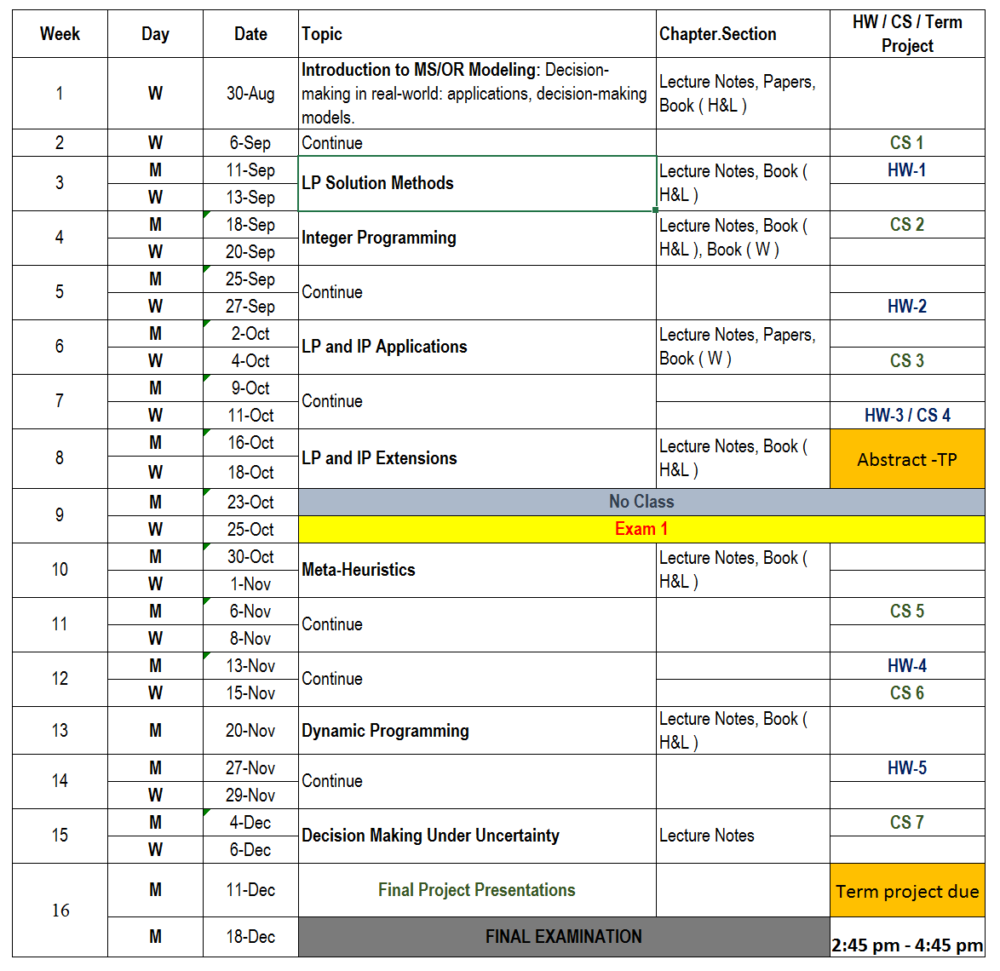 Week Day Date Topic Chapter.Section HW / CS / Term
Project
1 W 30-Aug Introduction to MS/OR Modeling: Decision-
making in real-world: applications, decision-making
models.
Lecture Notes, Papers,
Book ( H&L )
2 W 6-Sep Continue CS 1
3 M 11-Sep LP Solution Methods Lecture Notes, Book (
H&L )
HW-1
W 13-Sep
4 M 18-Sep Integer Programming Lecture Notes, Book (
H&L ), Book ( W )
CS 2
W 20-Sep
5 M 25-Sep Continue
W 27-Sep HW-2
6 M 2-Oct LP and IP Applications Lecture Notes, Papers,
Book ( W )
W 4-Oct CS 3
7 M 9-Oct Continue
W 11-Oct HW-3 / CS 4
8 M 16-Oct LP and IP Extensions Lecture Notes, Book (
H&L )
Abstract -TP
W 18-Oct
9 M 23-Oct No Class
W 25-Oct Exam 1
10 M 30-Oct Meta-Heuristics Lecture Notes, Book (
H&L )
W 1-Nov
11 M 6-Nov Continue CS 5
W 8-Nov
12 M 13-Nov Continue HW-4
W 15-Nov CS 6
13 M 20-Nov Dynamic Programming Lecture Notes, Book (
H&L )
14 M 27-Nov Continue HW-5
W 29-Nov
15 M 4-Dec Decision Making Under Uncertainty Lecture Notes CS 7
W 6-Dec
16 M 11-Dec Final Project Presentations Term project due
M 18-Dec FINAL EXAMINATION 2:45 pm - 4:45 pm